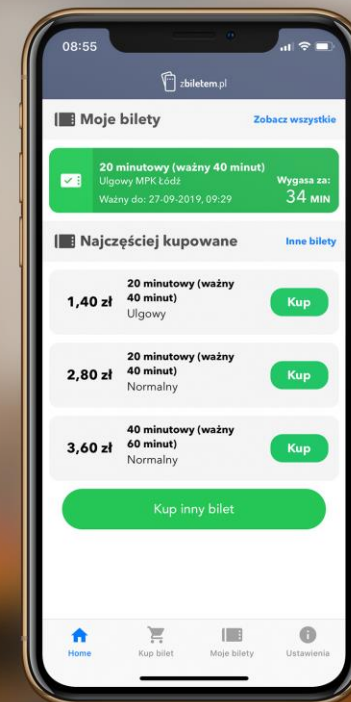 08:55
zbiletem.pl
Moje bilety
Zobacz wszystkie
20 minutowy (ważny 40 minut)
Ulgowy MPK Łódź
Wygasa za:
Ważny do: 27-09-2019, 09:29
34 MIN
Najczęściej kupowane
Inne bilety
20 minutowy (ważny
1,40 zł
40 minut)
Kup
Ulgowy
20 minutowy (ważny
2,80 zł
40 minut)
Kup
Normalny
40 minutowy (ważny
3,60 zł
60 minut)
Kup
Normalny
Kup inny bilet
Home
Kup bilet
Moje bilety
Ustawienia